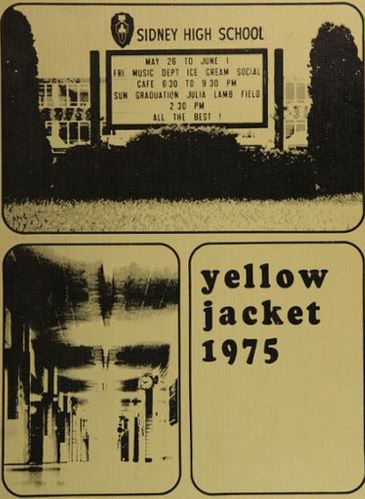 SIDNEY HIGH SCHOOL
MAY 26 TO JUNE 1
FRI MUSIC DEPT ICE CREAM SOCIAL
CAFE 6:30 TO 9:30 PM
SUN GRADUATION JULIA LAMB FIELD
2:30 PM
ALL THE BEST !
yellow
jacket
1975